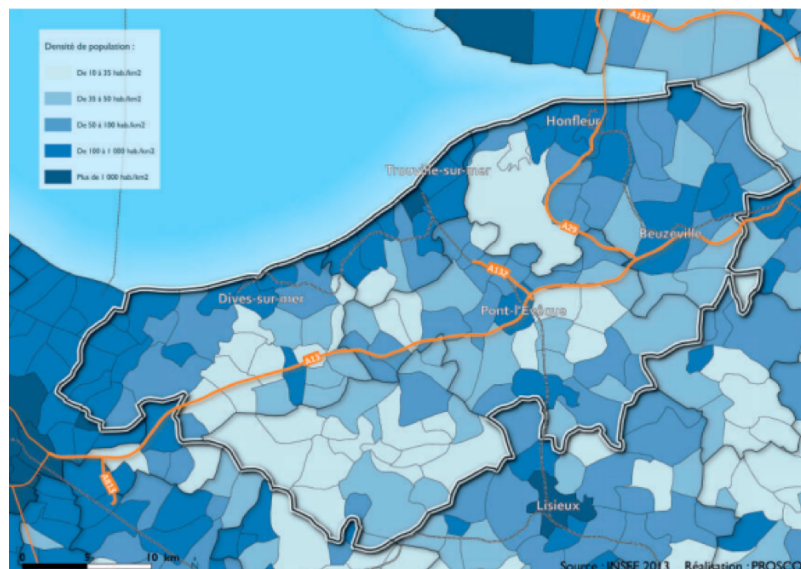 A131
Densité de population :
De 10 à 35 hab./km2
De 35 à 50 hab./km2
De 50 à 100 hab./km2
De 100 à 1 000 hab./km2
Plus de 1 000 hab./km2
Honfleur
Trouville-sur-mer
A29
Beuzeville
A132
Dives-sur-mer
Pont-l'Evêque
A13
A813
Lisieux
0 5 10 km
N
Source : INSEE 2013 Réalisation : PROSCO